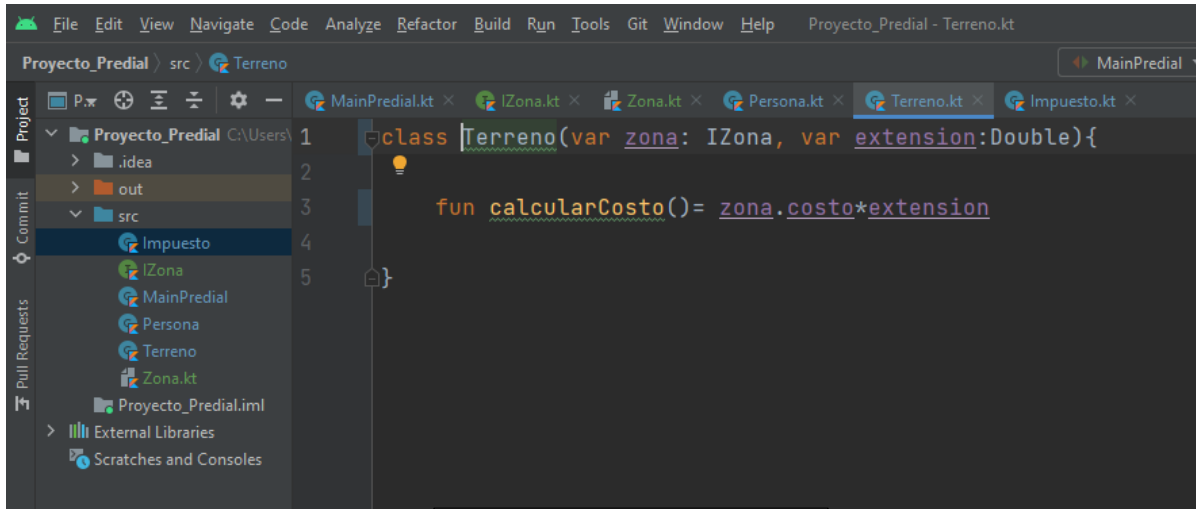 File Edit View Navigate Code Analyze Refactor Build Run Tools Git Window Help Proyecto_Predial - Terreno.kt
Proyecto_Predial src Terreno MainPredial
Project
Commit
Pull Requests
P.. MainPredial.kt IZona.kt Zona.kt Persona.kt Terreno.kt Impuesto.kt
Proyecto_Predial C:\Users\
.idea
out
src
Impuesto
IZona
MainPredial
Persona
Terreno
Zona.kt
Proyecto_Predial.iml
External Libraries
Scratches and Consoles
1 class Terreno(var zona: IZona, var extension:Double){
2
3 fun calcularCosto()= zona.costo*extension
4
5 }